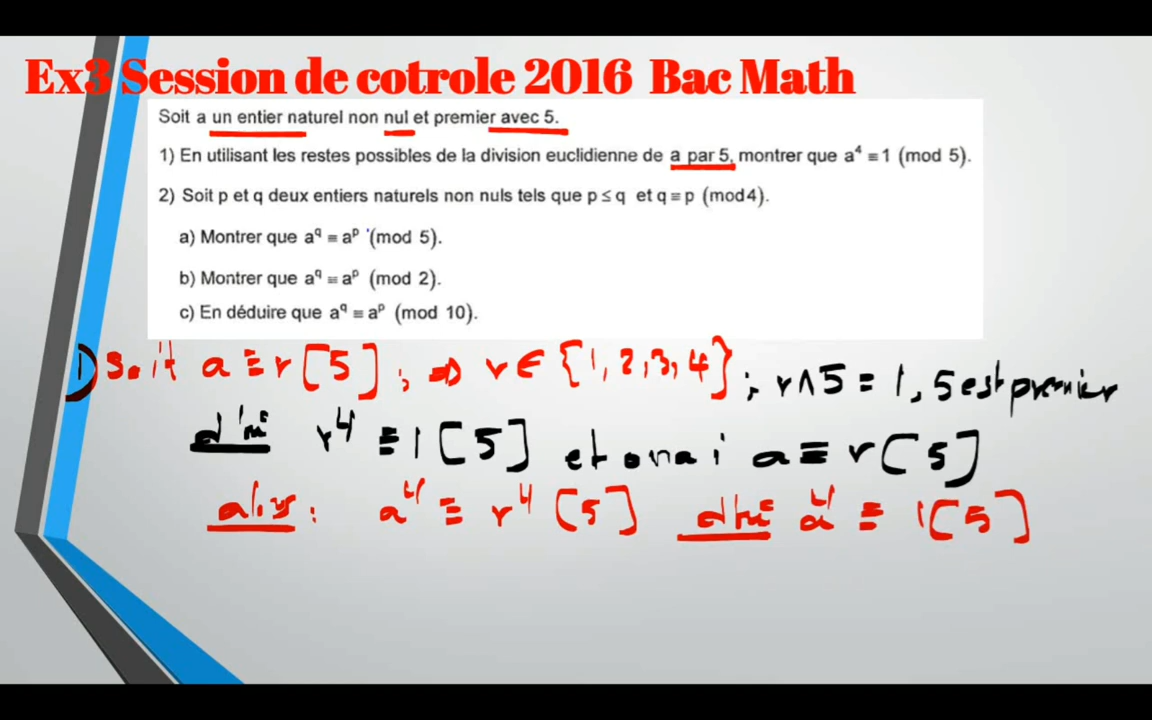 Ex3 Session de cotrole 2016 Bac Math
Soit a un entier naturel non nul et premier avec 5.
1) En utilisant les restes possibles de la division euclidienne de a par 5, montrer que a⁴ ≡ 1 (mod 5).
2) Soit p et q deux entiers naturels non nuls tels que p ≤ q et q ≡ p (mod4).
a) Montrer que a^q ≡ a^p (mod 5).
b) Montrer que a^q ≡ a^p (mod 2).
c) En déduire que a^q ≡ a^p (mod 10).
1) Soit a ≡ r [5] ; ⇒ r ∈ {1, 2, 3, 4} ; r ∧ 5 = 1, 5 est premier
r⁴ ≡ 1 [5] et on a i a ≡ r [5]
alors : a⁴ ≡ r⁴ [5] a⁴ ≡ 1 [5]